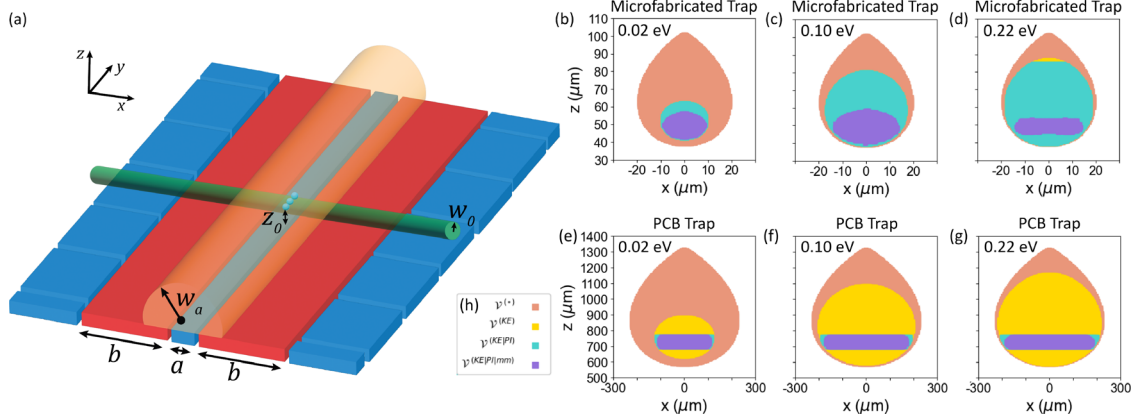 (a)
z
y
x
w₀
z₀
wₐ
b
a
b
(b) Microfabricated Trap
0.02 eV
z (μm)
110
100
90
80
70
60
50
40
30
-20 -10 0 10 20
x (μm)
(c) Microfabricated Trap
0.10 eV
-20 -10 0 10 20
x (μm)
(d) Microfabricated Trap
0.22 eV
-20 -10 0 10 20
x (μm)
(e) PCB Trap
0.02 eV
z (μm)
1400
1300
1200
1100
1000
900
800
700
600
500
-300 0 300
x (μm)
(f) PCB Trap
0.10 eV
-300 0 300
x (μm)
(g) PCB Trap
0.22 eV
-300 0 300
x (μm)
(h)
𝒱(*)
𝒱(KE)
𝒱(KE|PI)
𝒱(KE|PI|mm)